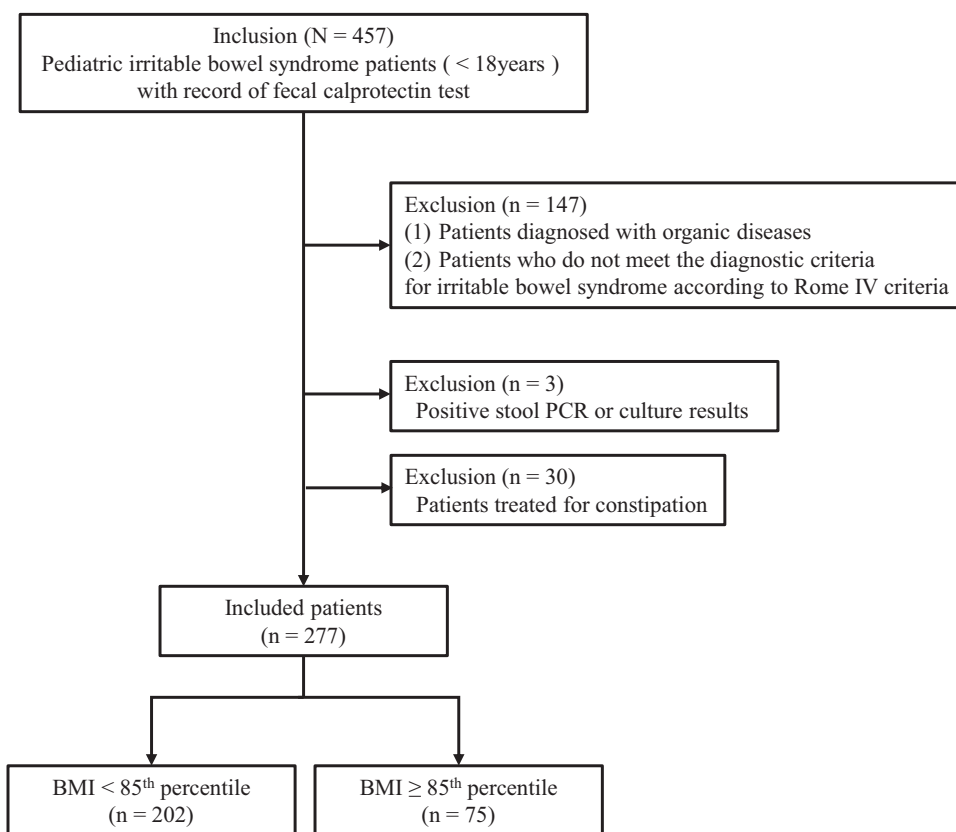 Inclusion (N = 457)
Pediatric irritable bowel syndrome patients ( < 18years )
with record of fecal calprotectin test
Exclusion (n = 147)
(1) Patients diagnosed with organic diseases
(2) Patients who do not meet the diagnostic criteria
for irritable bowel syndrome according to Rome IV criteria
Exclusion (n = 3)
Positive stool PCR or culture results
Exclusion (n = 30)
Patients treated for constipation
Included patients
(n = 277)
BMI < 85th percentile
(n = 202)
BMI ≥ 85th percentile
(n = 75)